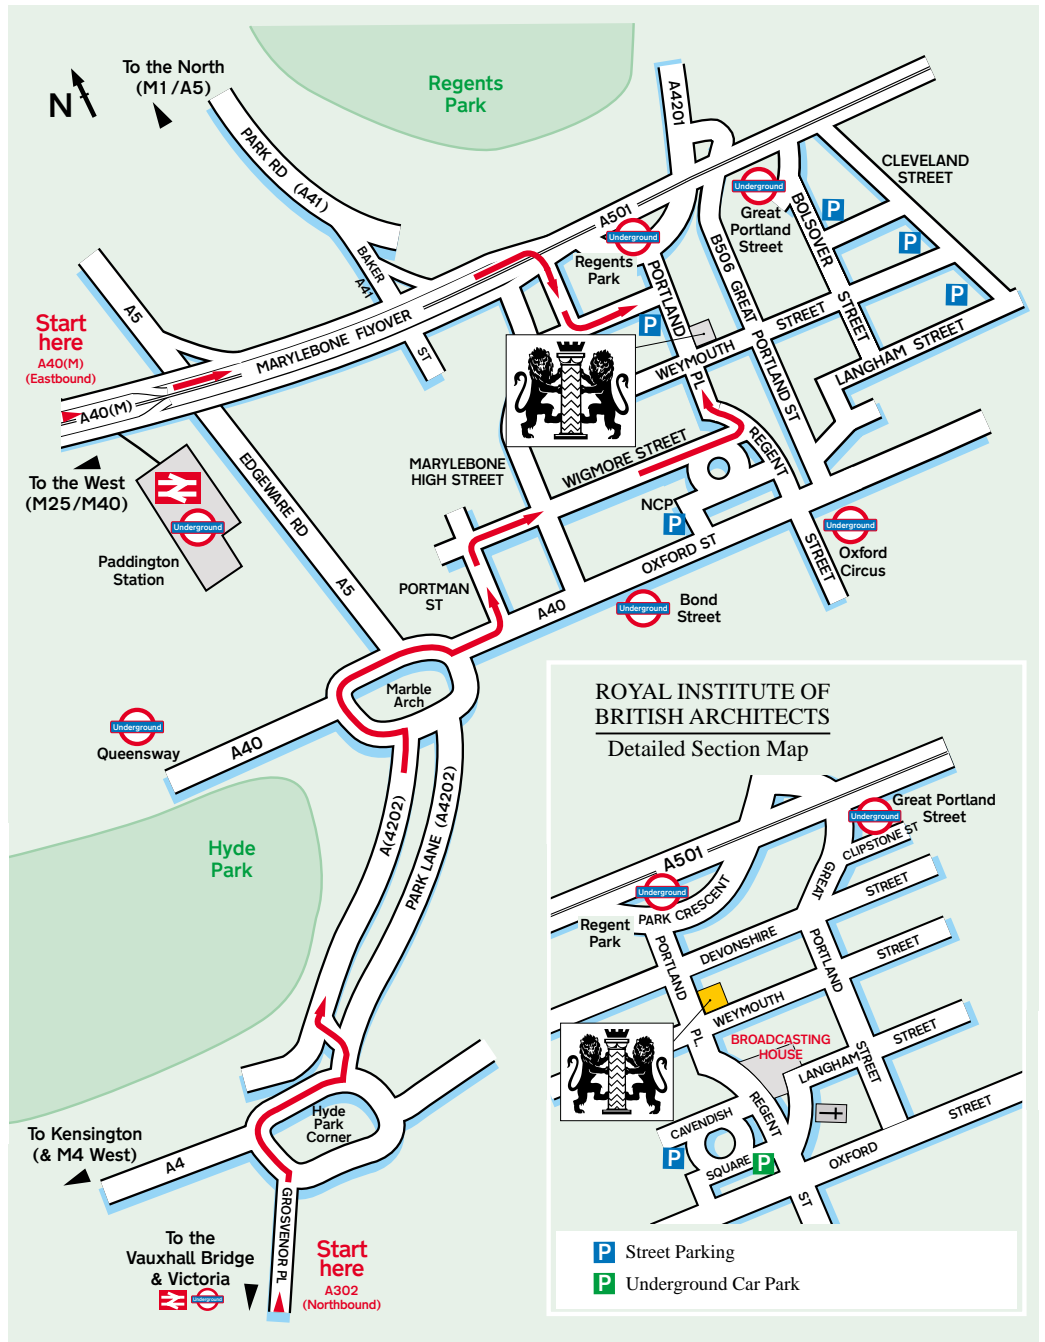 To the North
(M1/A5)
N
Regents
Park
A4201
PARK RD (A41)
CLEVELAND
STREET
Underground
Great
Portland
Street
BOLSOVER
STREET
P
P
P
A501
Underground
Regents
Park
B506 GREAT
PORTLAND ST
BAKER
ST
A41
A5
PORTLAND
PL
P
Start
here
A40(M)
(Eastbound)
MARYLEBONE FLYOVER
WEYMOUTH
STREET
LANGHAM STREET
A40(M)
To the West
(M25/M40)
EDGEWARE RD
A5
MARYLEBONE
HIGH STREET
WIGMORE STREET
REGENT
STREET
NCP
P
Underground
Paddington
Station
OXFORD ST
Underground
Oxford
Circus
PORTMAN
ST
A40
Underground
Bond
Street
Marble
Arch
Underground
Queensway
A40
A(4202)
PARK LANE (A4202)
Hyde
Park
Hyde
Park
Corner
To Kensington
(& M4 West)
A4
GROSVENOR PL
To the
Vauxhall Bridge
& Victoria
Underground
Start
here
A302
(Northbound)
ROYAL INSTITUTE OF
BRITISH ARCHITECTS
Detailed Section Map
Underground
Great Portland
Street
CLIPSTONE ST
A501
Underground
Regent
Park
PARK CRESCENT
GREAT
PORTLAND
STREET
DEVONSHIRE
STREET
PORTLAND
PL
WEYMOUTH
STREET
BROADCASTING
HOUSE
LANGHAM
STREET
REGENT
ST
CAVENDISH
SQUARE
P
P
OXFORD
STREET
P Street Parking
P Underground Car Park